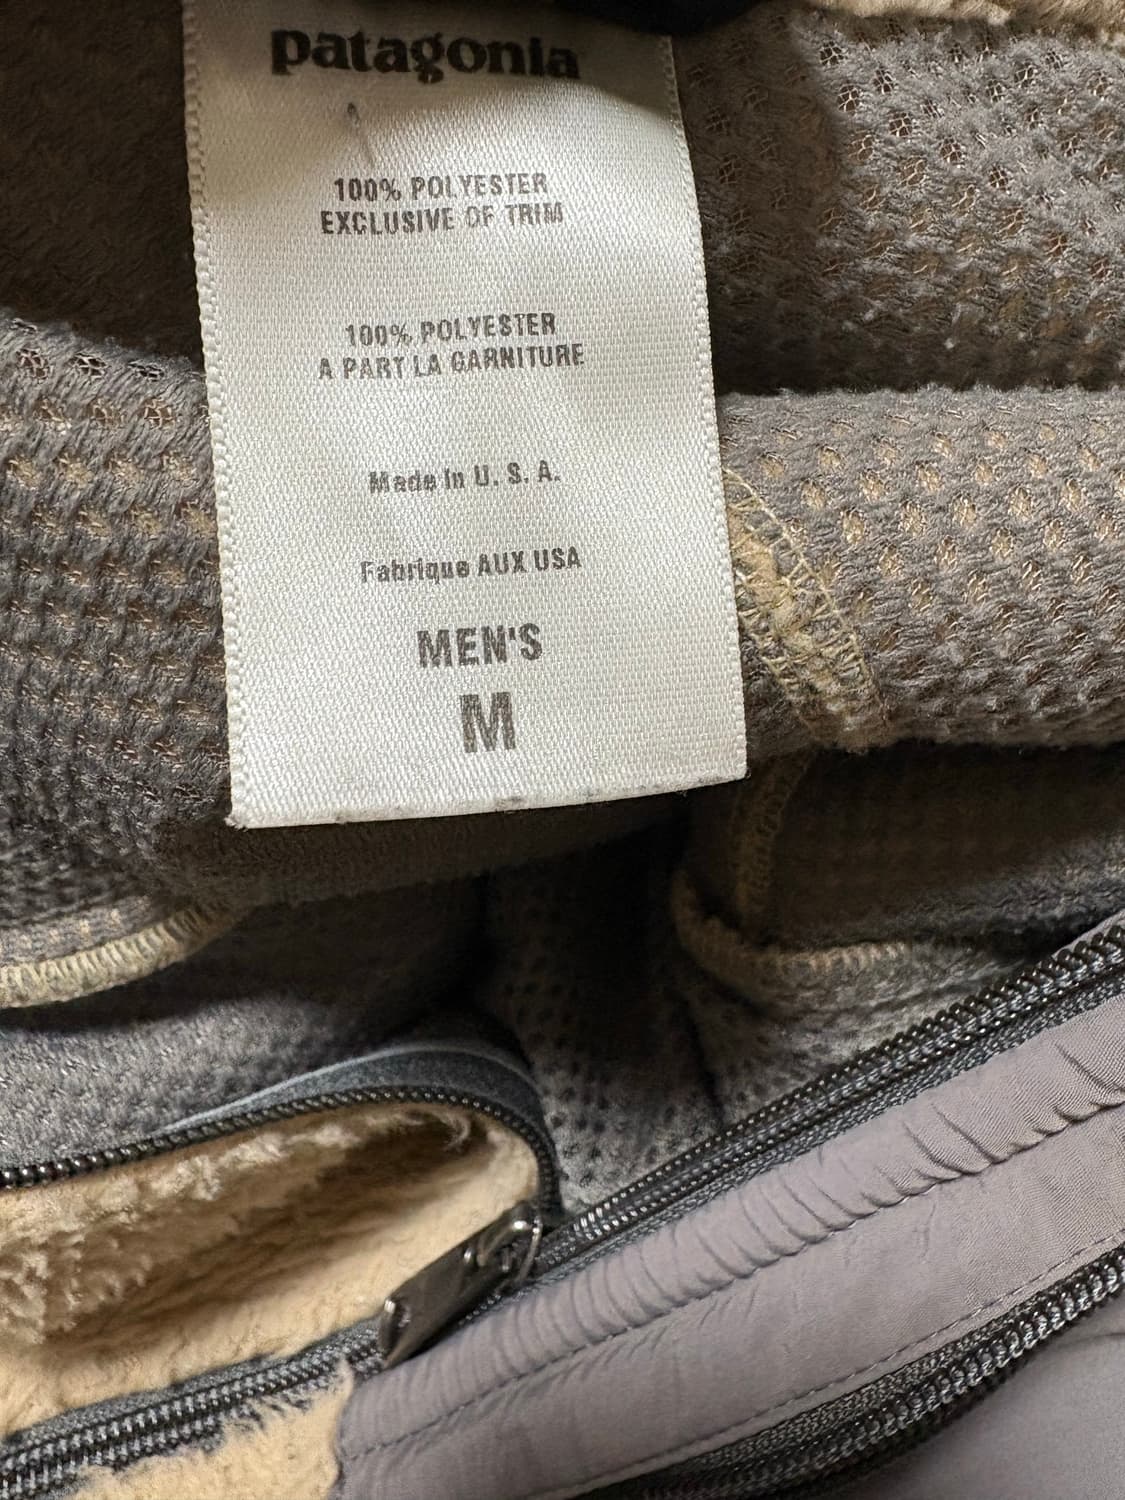 patagonia
100% POLYESTER
EXCLUSIVE OF TRIM
100% POLYESTER
A PART LA GARNITURE
Made In U. S. A.
Fabrique AUX USA
MEN'S
M